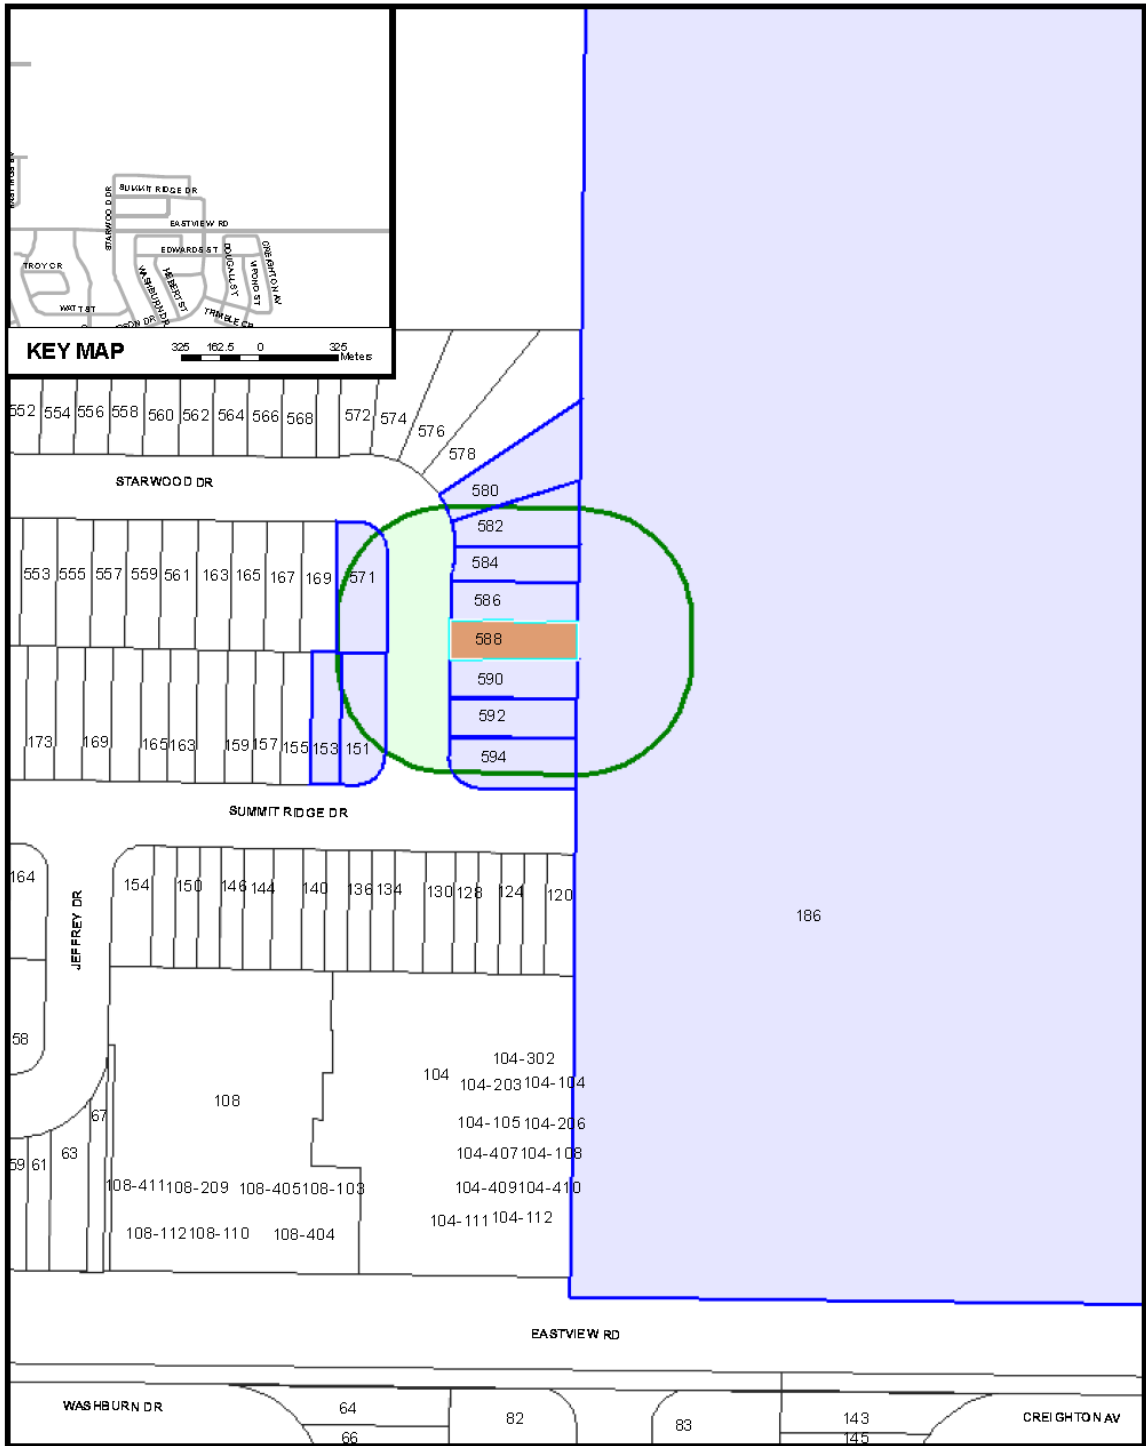 SUMMIT RIDGE DR
STARWOOD DR
EASTVIEW RD
EDWARDS ST
TROY CR
WASHBURN DR
HEBERT ST
DOUGALL ST
VIPOND ST
CREIGHTON AV
WATT ST
TRIMBLE CR
KEY MAP
325 162.5 0 325
Meters
552 554 556 558 560 562 564 566 568 572 574
576
578
STARWOOD DR
580
582
584
553 555 557 559 561 163 165 167 169 571
586
588
590
592
173 169 165 163 159 157 155 153 151
594
SUMMIT RIDGE DR
164 154 150 146 144 140 136 134 130 128 124 120
JEFFREY DR
186
58
104-302
104 104-203 104-104
108
67 104-105 104-206
63 104-407 104-108
59 61
108-411 108-209 108-405 108-103 104-409 104-410
104-111 104-112
108-112 108-110 108-404
EASTVIEW RD
WASHBURN DR 64 82 83 143 CREIGHTON AV
66 145